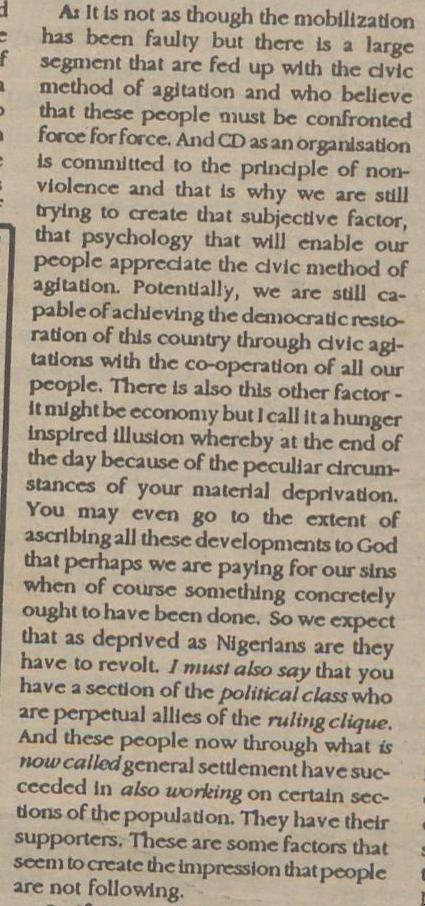 A: It is not as though the mobilization
has been faulty but there is a large
segment that are fed up with the civic
method of agitation and who believe
that these people must be confronted
force for force. And CD as an organisation
is committed to the principle of non-
violence and that is why we are still
trying to create that subjective factor,
that psychology that will enable our
people appreciate the civic method of
agitation. Potentially, we are still ca-
pable of achieving the democratic resto-
ration of this country through civic agi-
tations with the co-operation of all our
people. There is also this other factor -
it might be economy but I call it a hunger
inspired illusion whereby at the end of
the day because of the peculiar circum-
stances of your material deprivation.
You may even go to the extent of
ascribing all these developments to God
that perhaps we are paying for our sins
when of course something concretely
ought to have been done. So we expect
that as deprived as Nigerians are they
have to revolt. I must also say that you
have a section of the political class who
are perpetual allies of the ruling clique.
And these people now through what is
now called general settlement have suc-
ceeded in also working on certain sec-
tions of the population. They have their
supporters. These are some factors that
seem to create the impression that people
are not following.